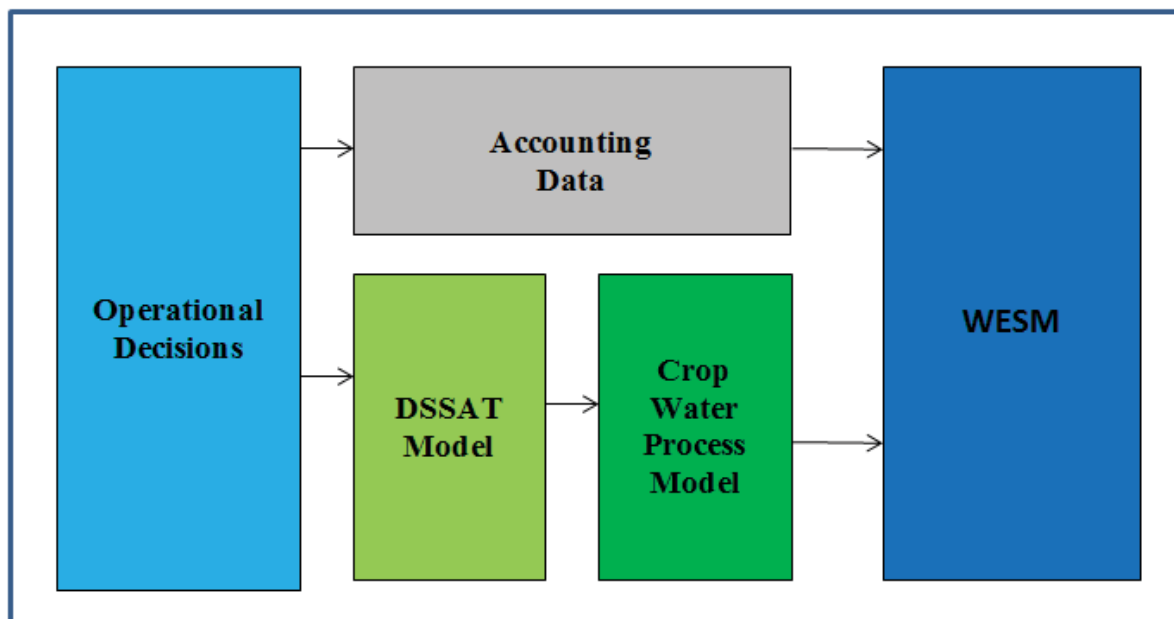 Operational
Decisions
Accounting
Data
DSSAT
Model
Crop
Water
Process
Model
WESM